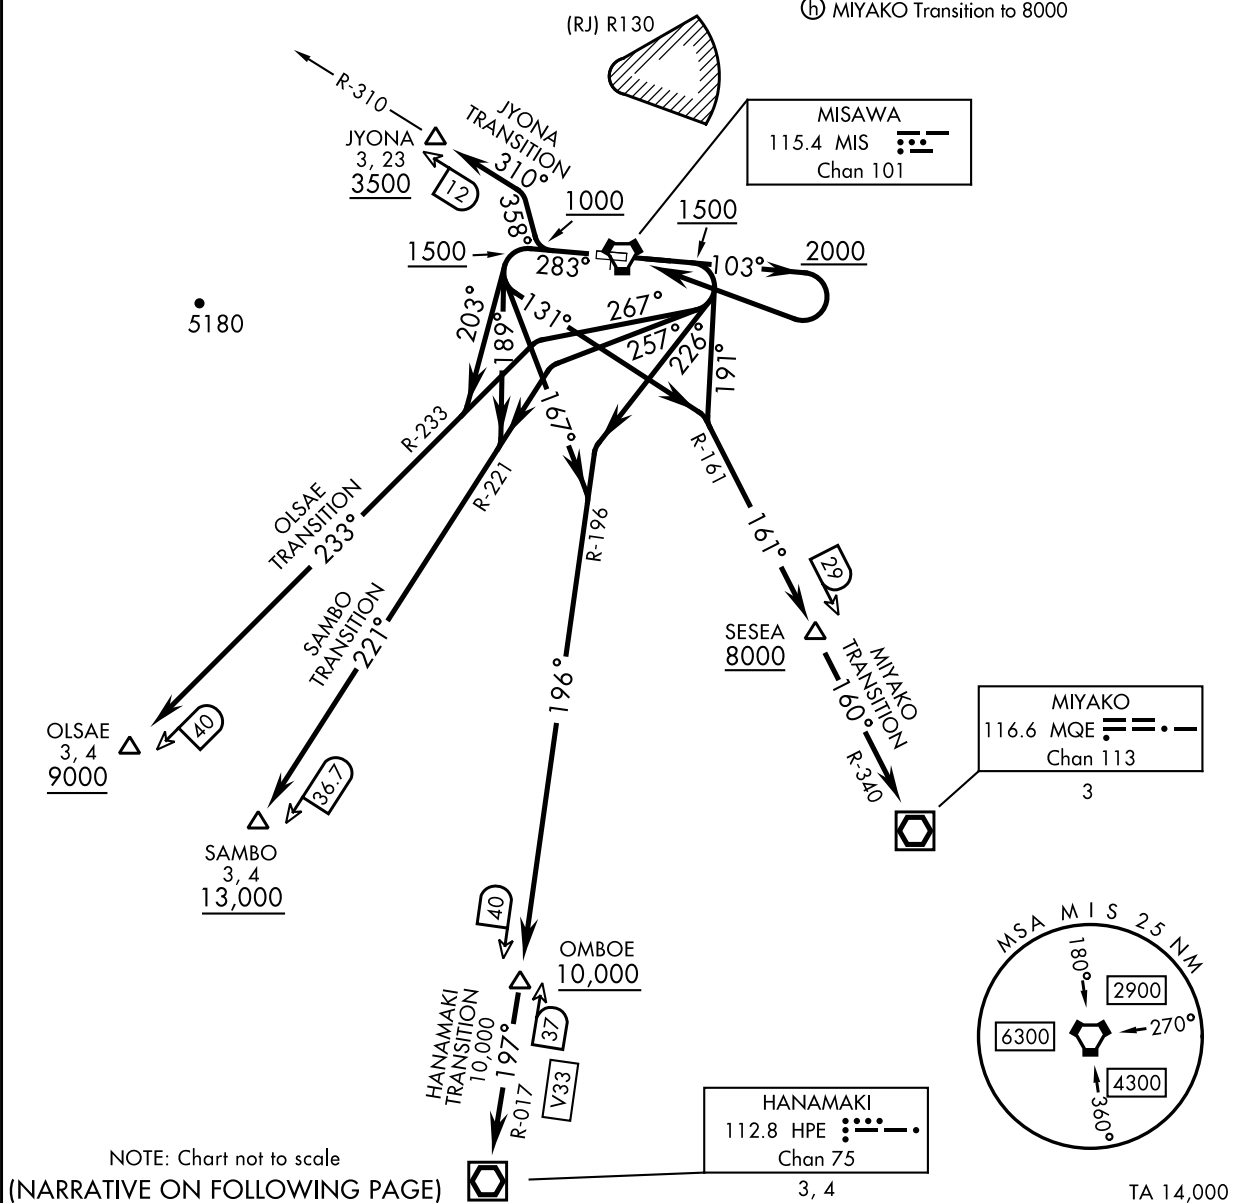 ⓗ MIYAKO Transition to 8000
(RJ) R130
R-310
JYONA
TRANSITION
310°
JYONA
3, 23
3500
12
358°
MISAWA
115.4 MIS
Chan 101
1000
1500
1500
283°
103°
2000
5180
203°
189°
131°
267°
257°
226°
191°
167°
R-233
R-221
R-196
R-161
OLSAE
TRANSITION
233°
SAMBO
TRANSITION
221°
196°
161°
29
SESEA
8000
MIYAKO
TRANSITION
160°
R-340
MIYAKO
116.6 MQE
Chan 113
3
OLSAE
3, 4
9000
40
SAMBO
3, 4
13,000
36.7
40
OMBOE
10,000
HANAMAKI
TRANSITION
10,000
197°
37
V33
R-017
HANAMAKI
112.8 HPE
Chan 75
3, 4
MSA MIS 25 NM
180°
2900
6300
270°
4300
360°
NOTE: Chart not to scale
(NARRATIVE ON FOLLOWING PAGE)
TA 14,000